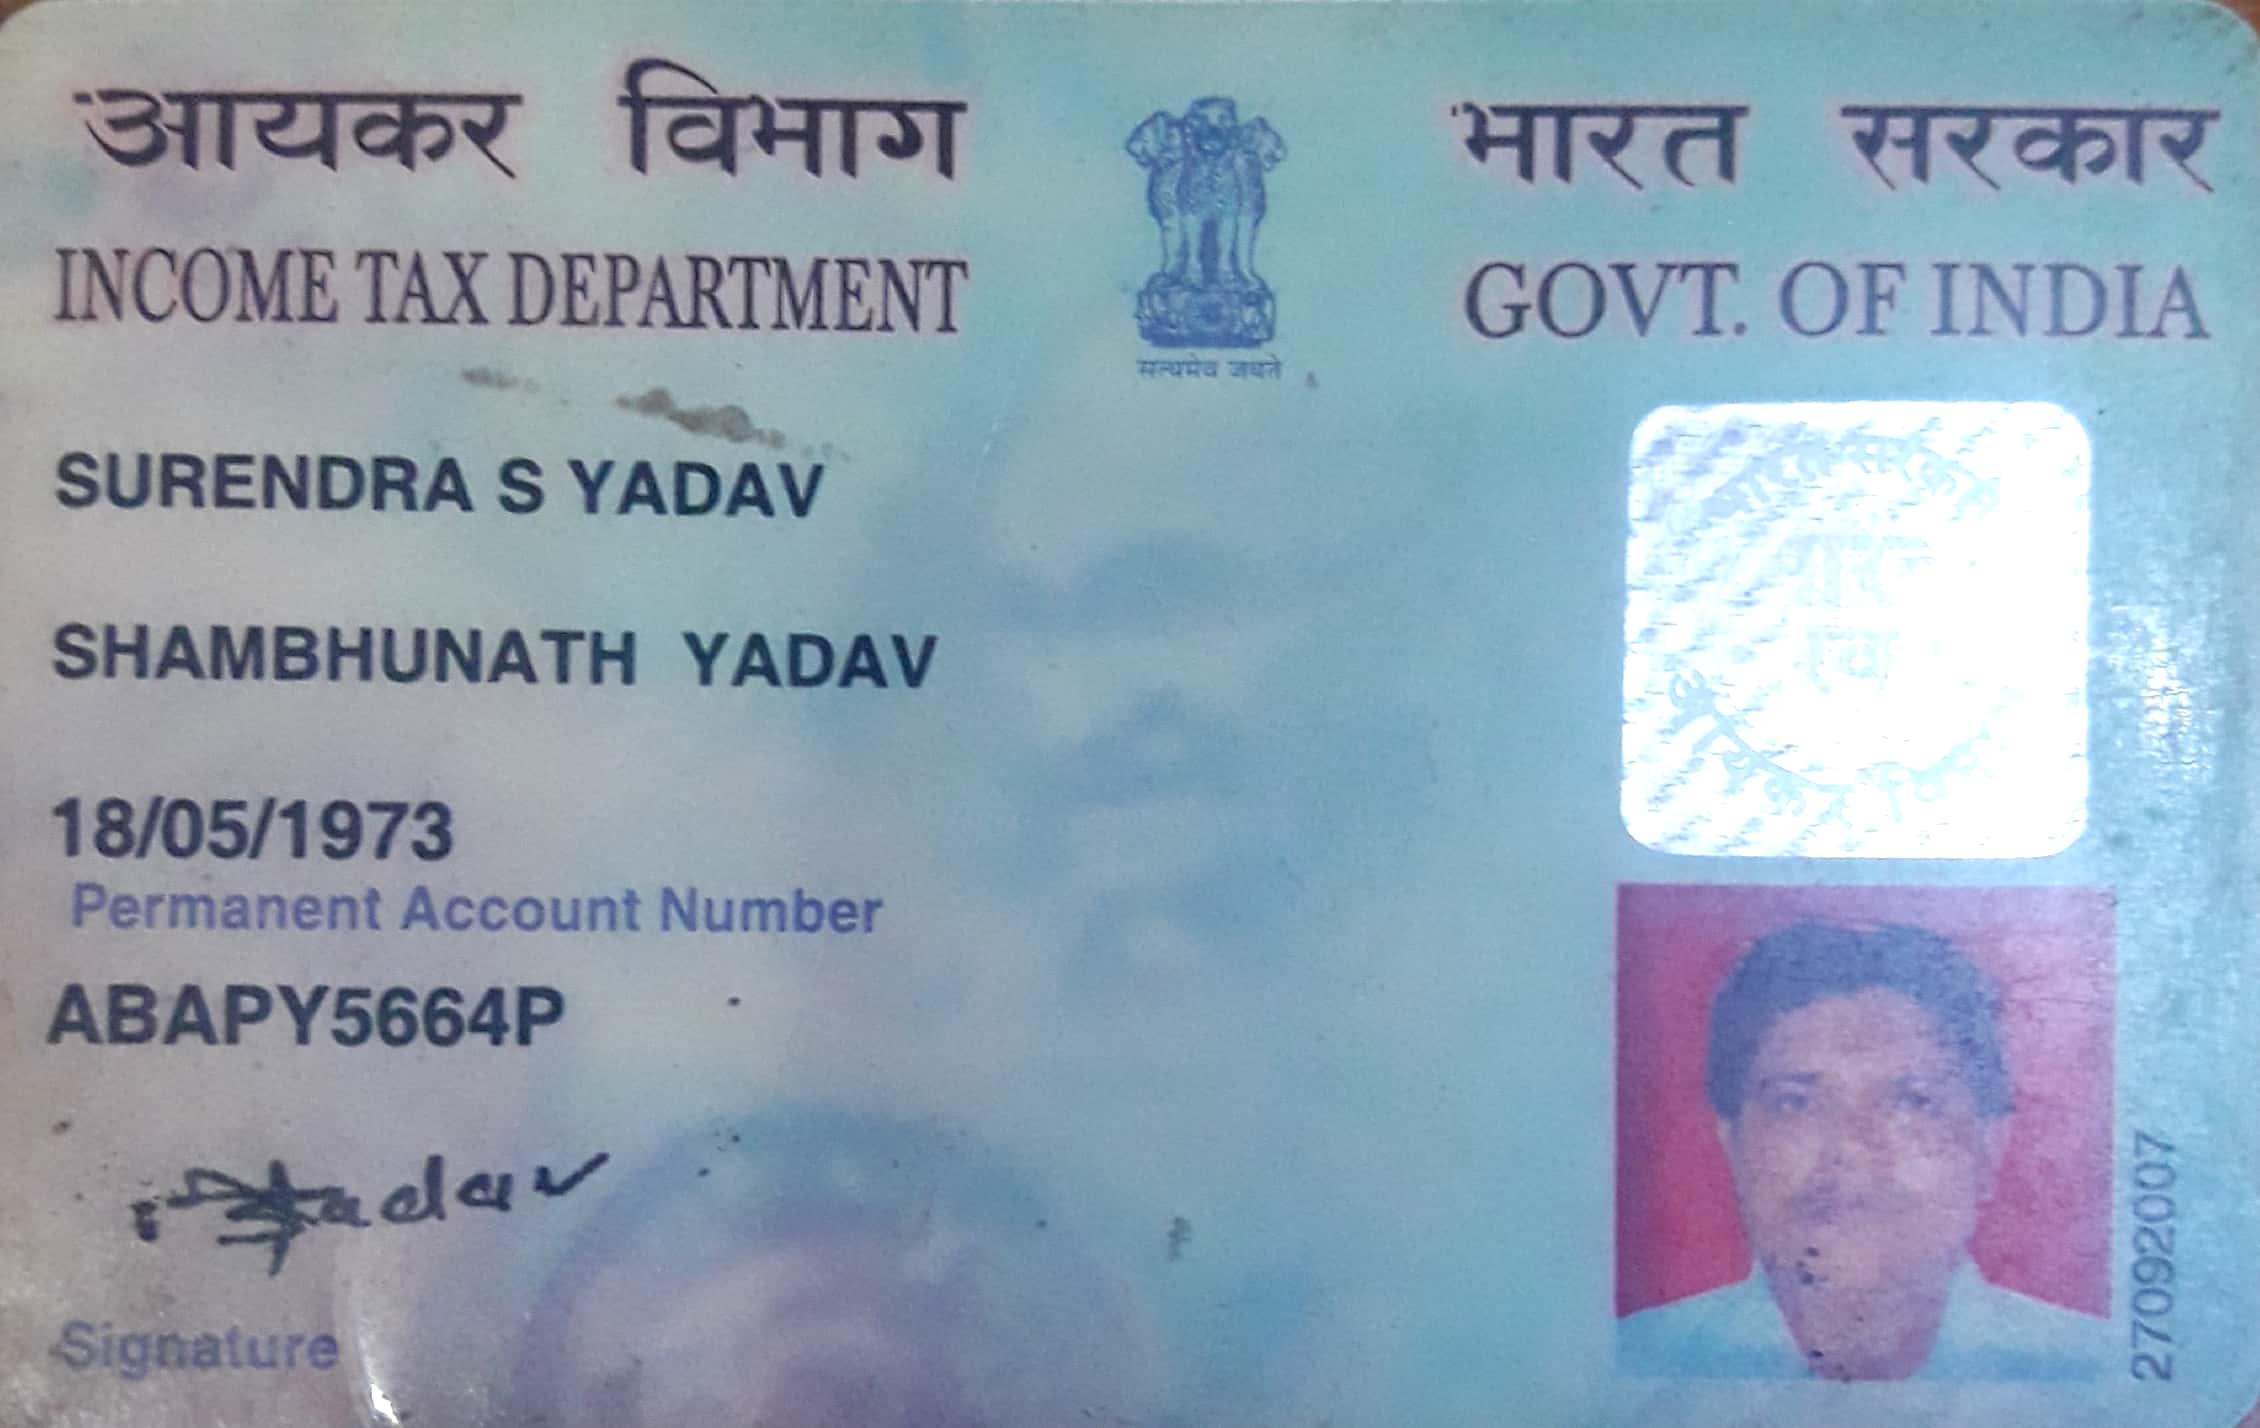 आयकर विभाग
INCOME TAX DEPARTMENT
सत्यमेव जयते
भारत सरकार
GOVT. OF INDIA
SURENDRA S YADAV
SHAMBHUNATH YADAV
18/05/1973
Permanent Account Number
ABAPY5664P
Yadav
Signature
27092007